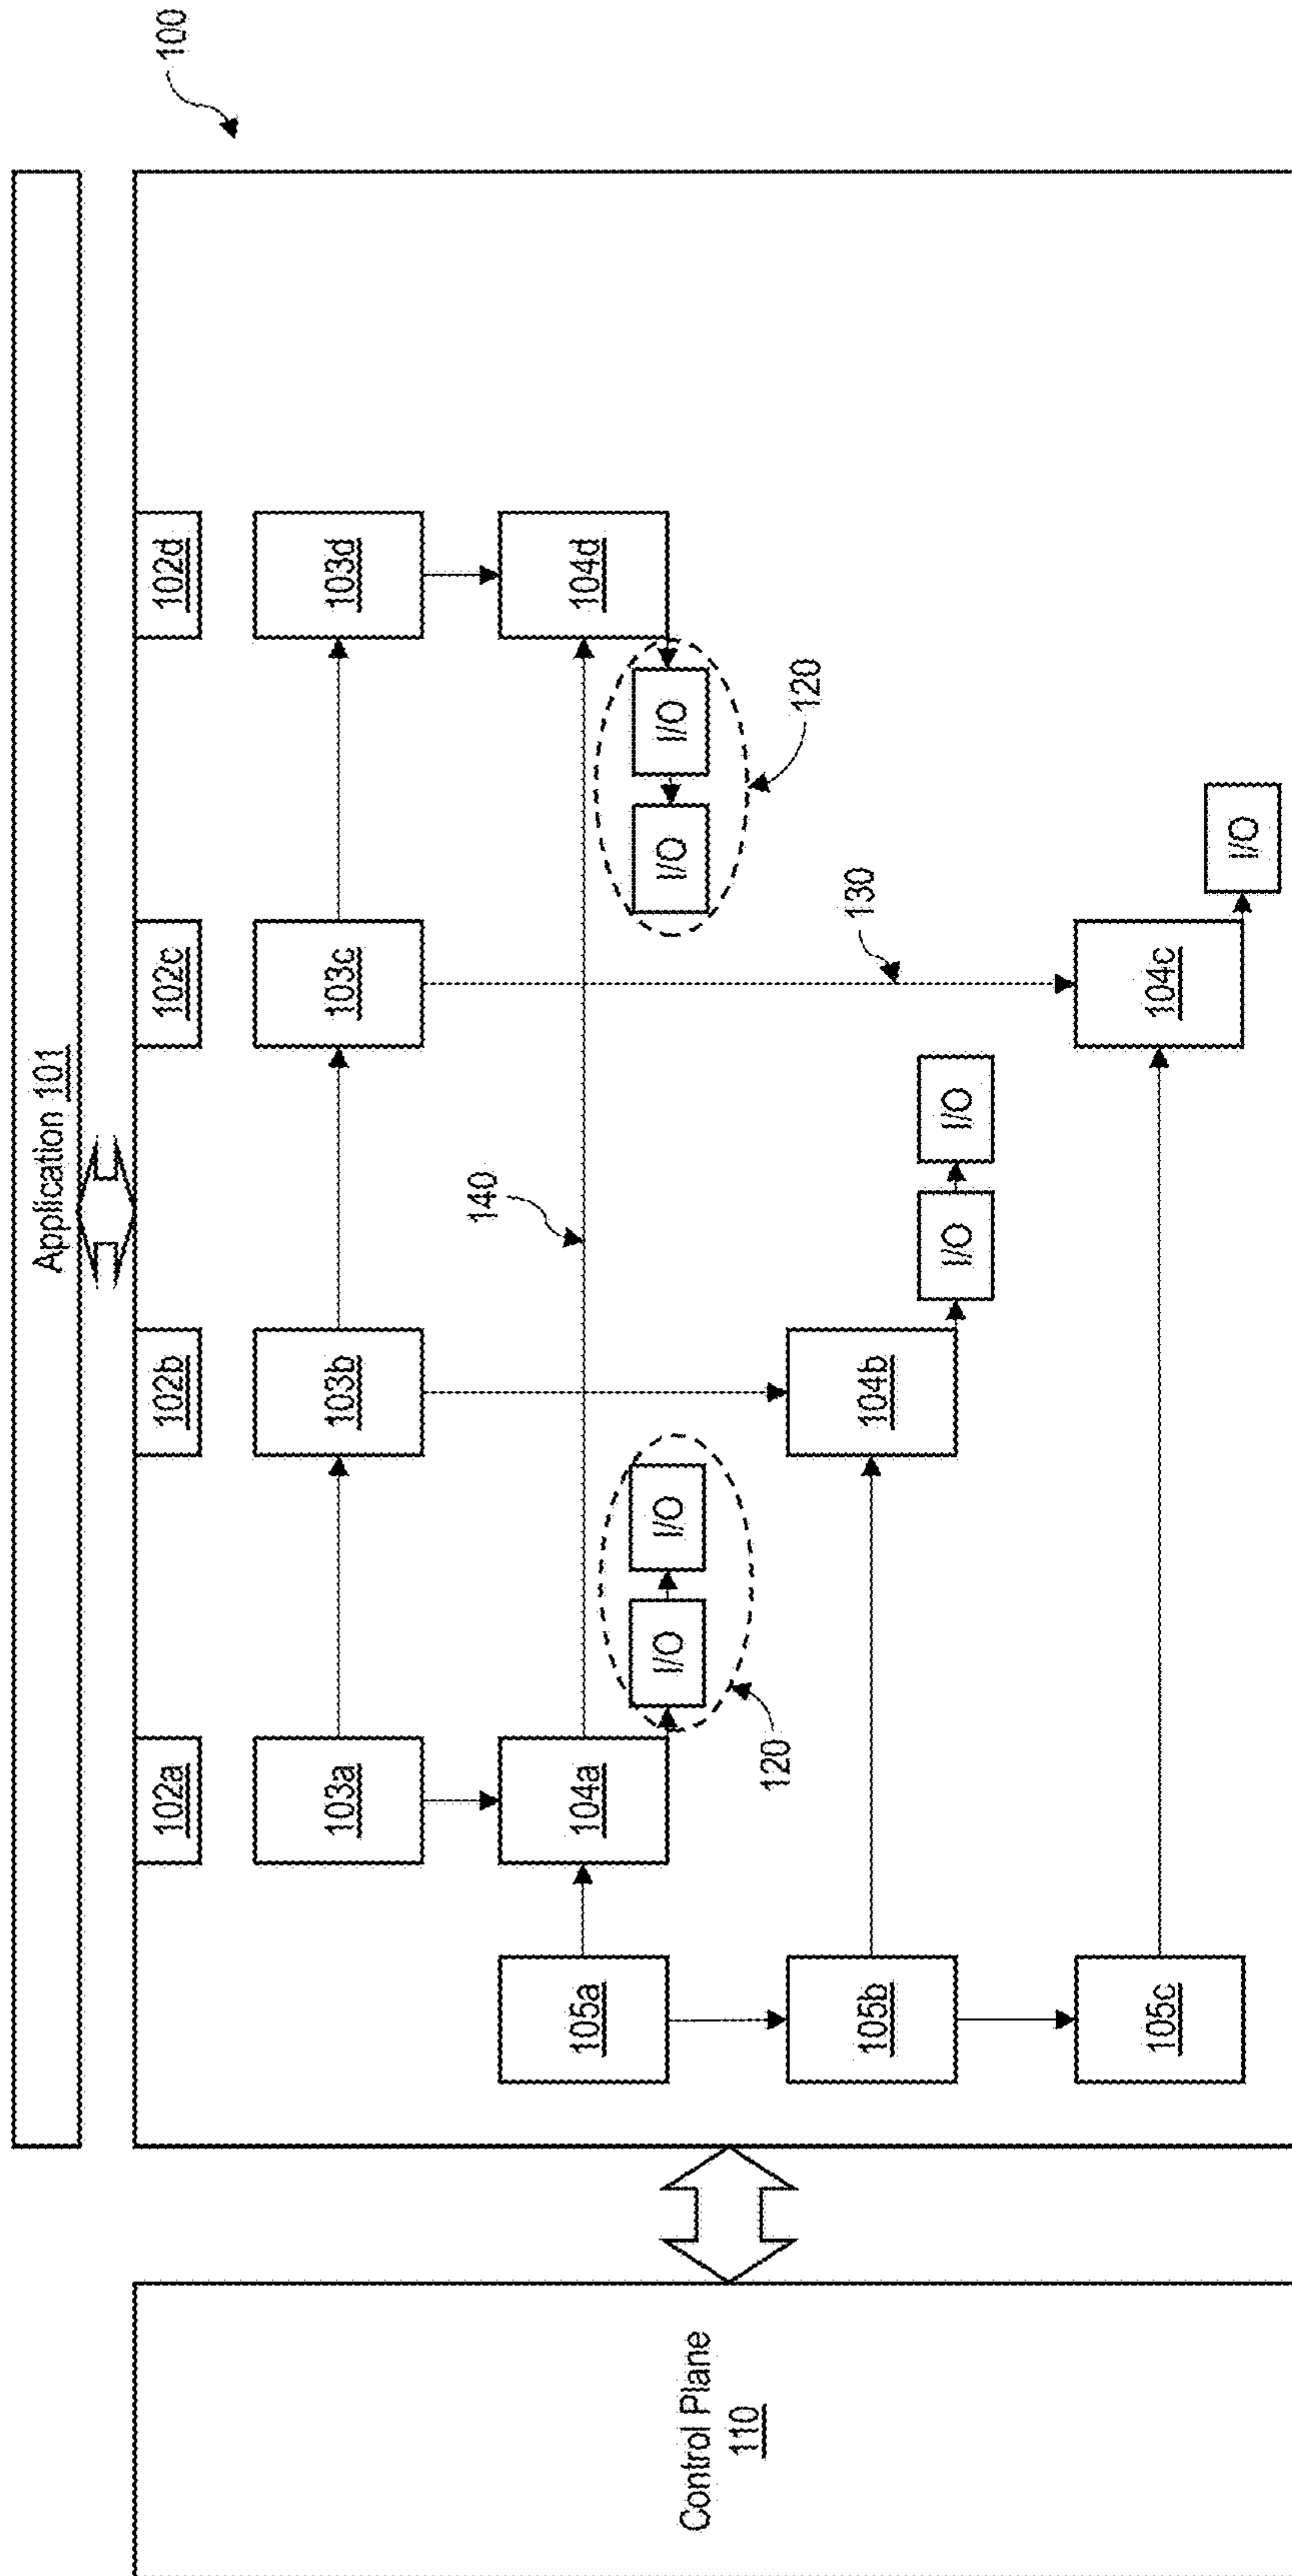 Application 101
100
102a
102b
102c
102d
103a
103b
103c
103d
140
105a
104a
104d
I/O
I/O
I/O
I/O
Control Plane
110
120
120
130
105b
104b
I/O
I/O
105c
104c
I/O